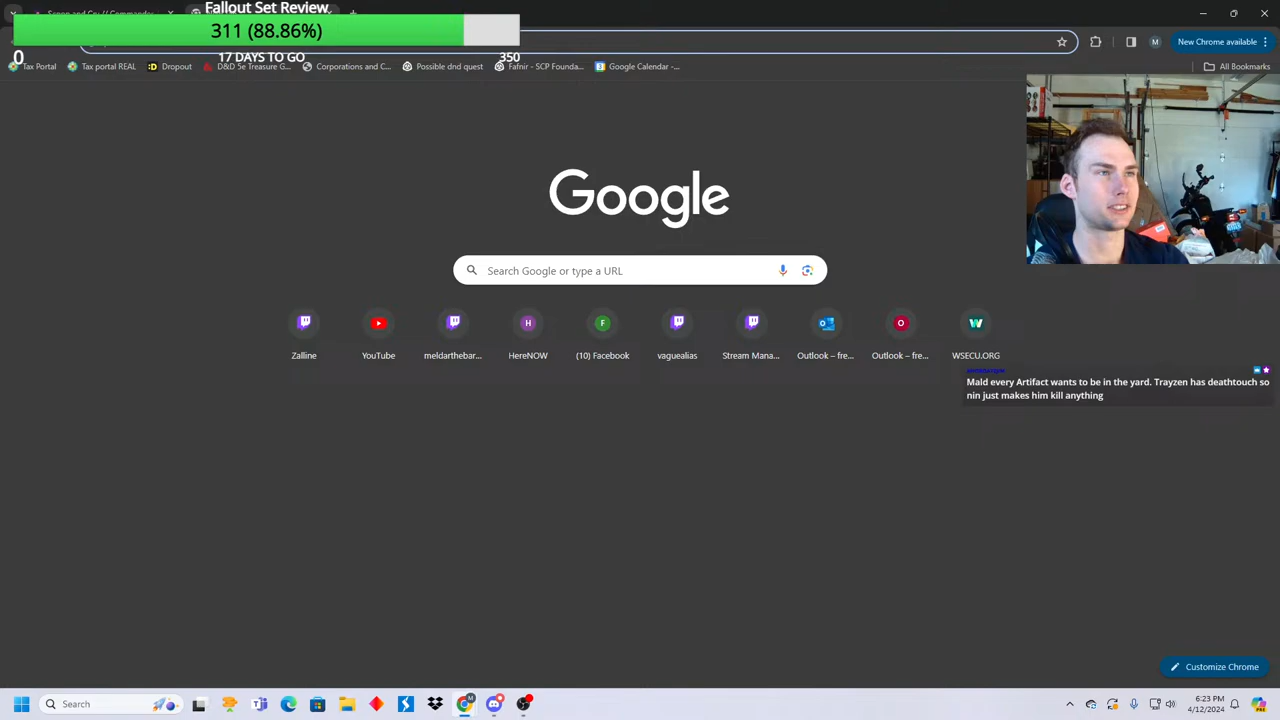 Fallout Set Review
311 (88.86%)
0
17 DAYS TO GO
350
New Chrome available
Tax Portal
Tax portal REAL
Dropout
D&D 5e Treasure G...
Corporations and C...
Possible dnd quest
Fafnir - SCP Founda...
Google Calendar -...
All Bookmarks
M
Google
Search Google or type a URL
H
F
O
Zalline
YouTube
meldarthebar...
HereNOW
(10) Facebook
vaguealias
Stream Mana...
Outlook – fre...
Outlook – fre...
WSECU.ORG
Mald every Artifact wants to be in the yard. Trayzen has deathtouch so
nin just makes him kill anything
Customize Chrome
Search
6:23 PM
4/12/2024